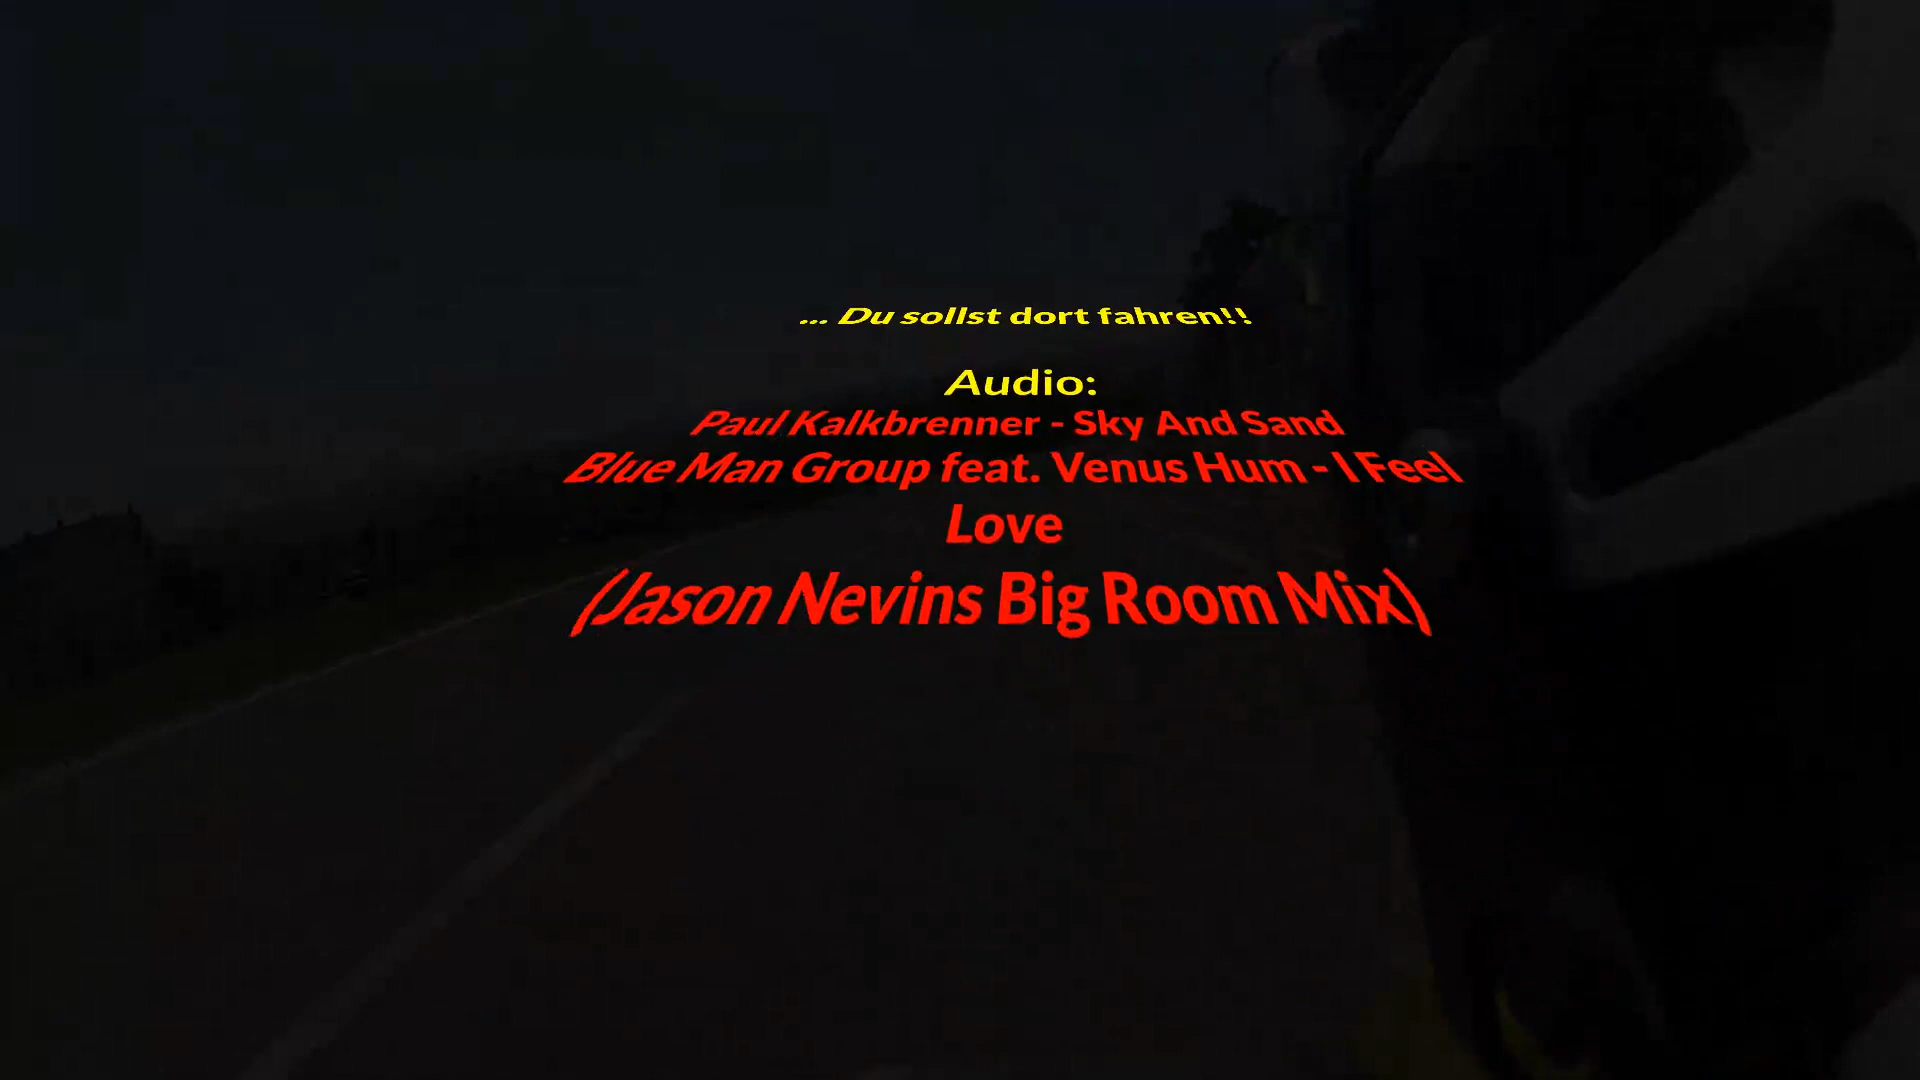 ... Du sollst dort fahren!!
Audio:
Paul Kalkbrenner - Sky And Sand
Blue Man Group feat. Venus Hum - I Feel
Love
(Jason Nevins Big Room Mix)